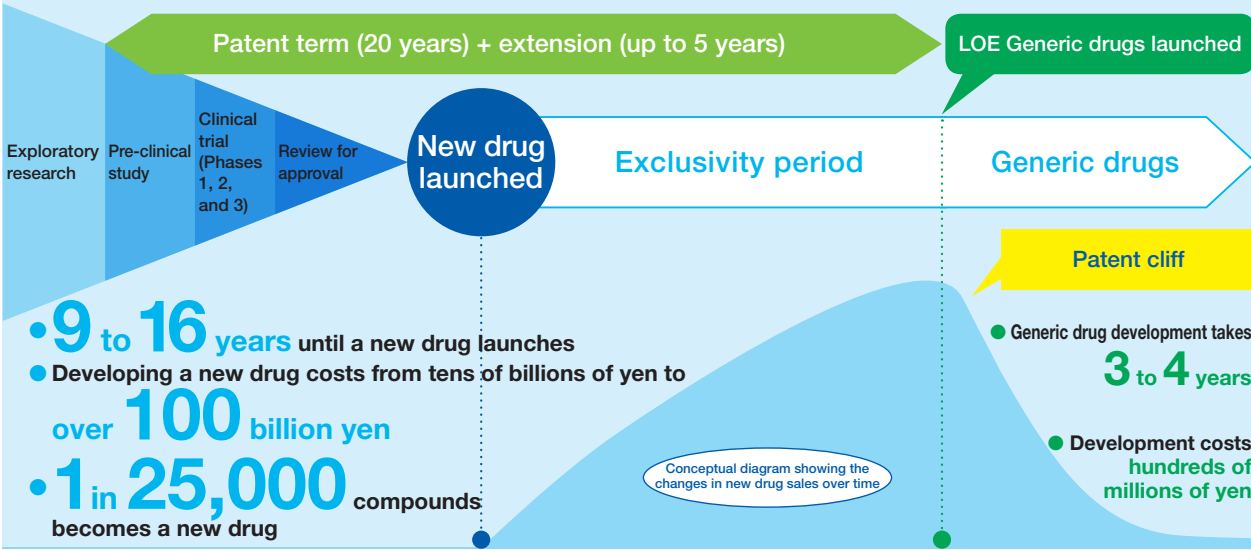 Patent term (20 years) + extension (up to 5 years)
LOE Generic drugs launched
Exploratory
research
Pre-clinical
study
Clinical
trial
(Phases
1, 2,
and 3)
Review for
approval
New drug
launched
Exclusivity period
Generic drugs
Patent cliff
•9 to 16 years until a new drug launches
● Developing a new drug costs from tens of billions of yen to
over 100 billion yen
•1 in 25,000 compounds
becomes a new drug
Conceptual diagram showing the
changes in new drug sales over time
● Generic drug development takes
3 to 4 years
● Development costs
hundreds of
millions of yen